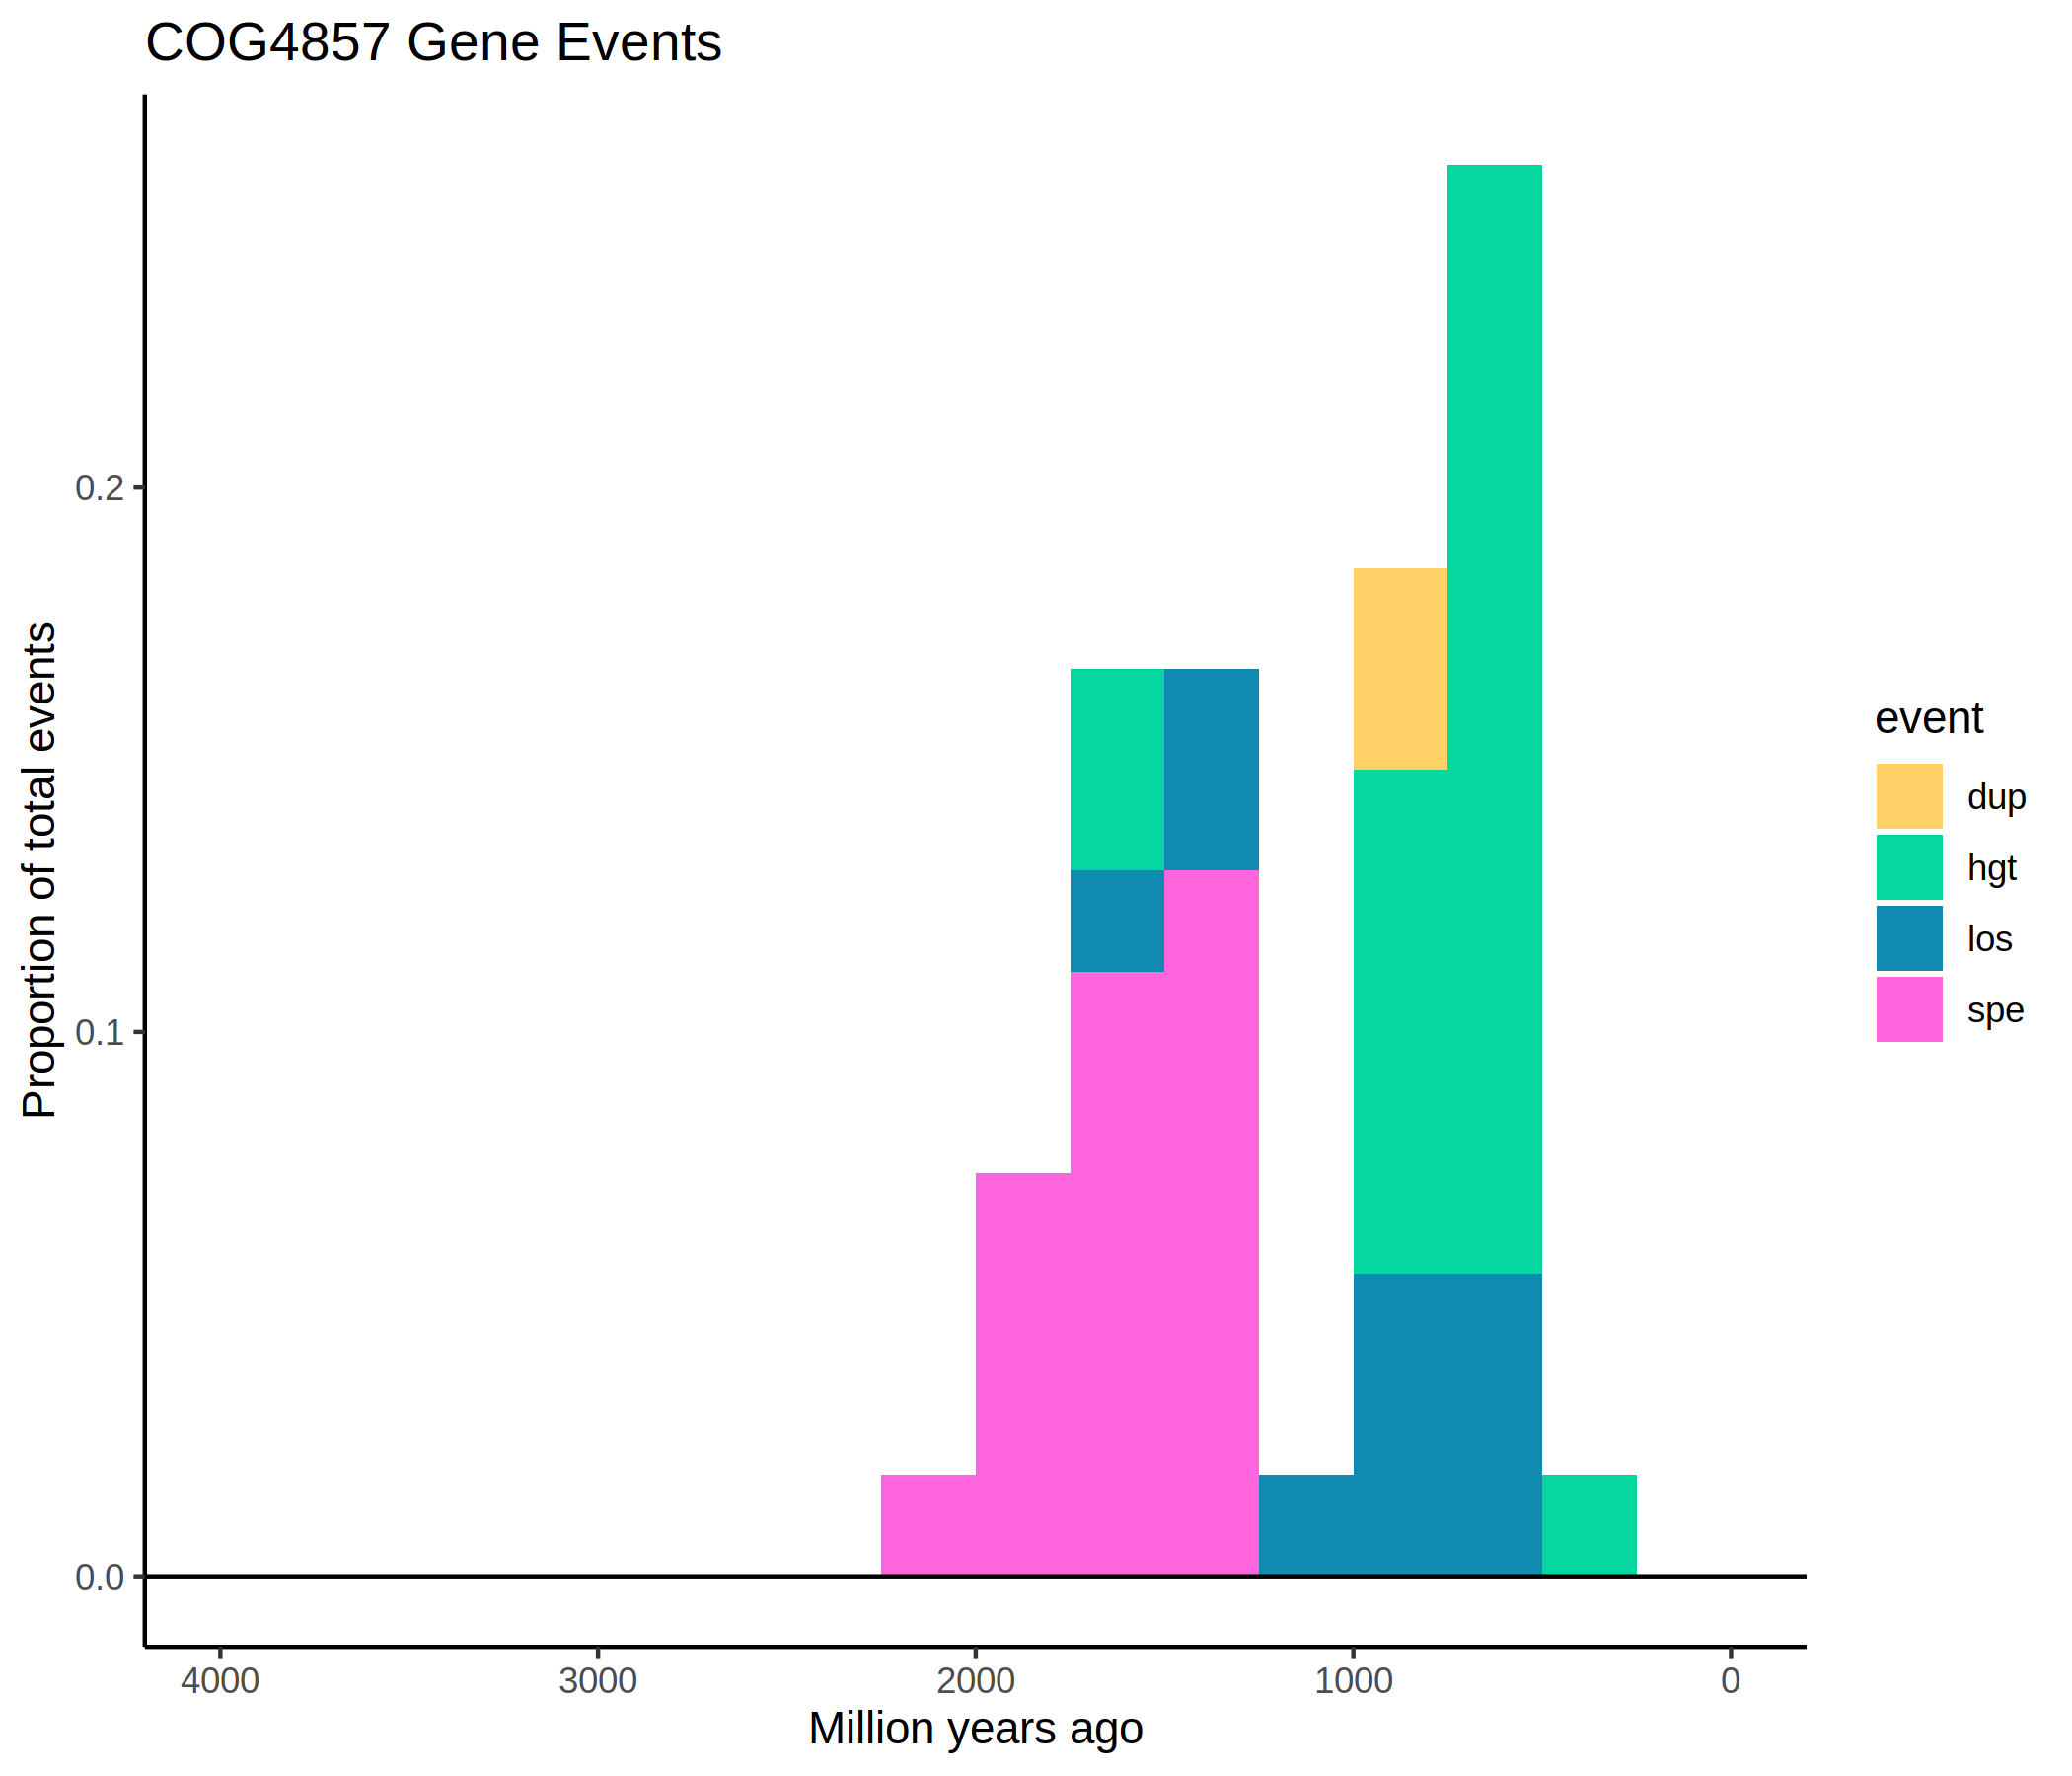 COG4857 Gene Events
Proportion of total events
0.2
0.1
0.0
4000 3000 2000 1000 0
Million years ago
event
dup
hgt
los
spe